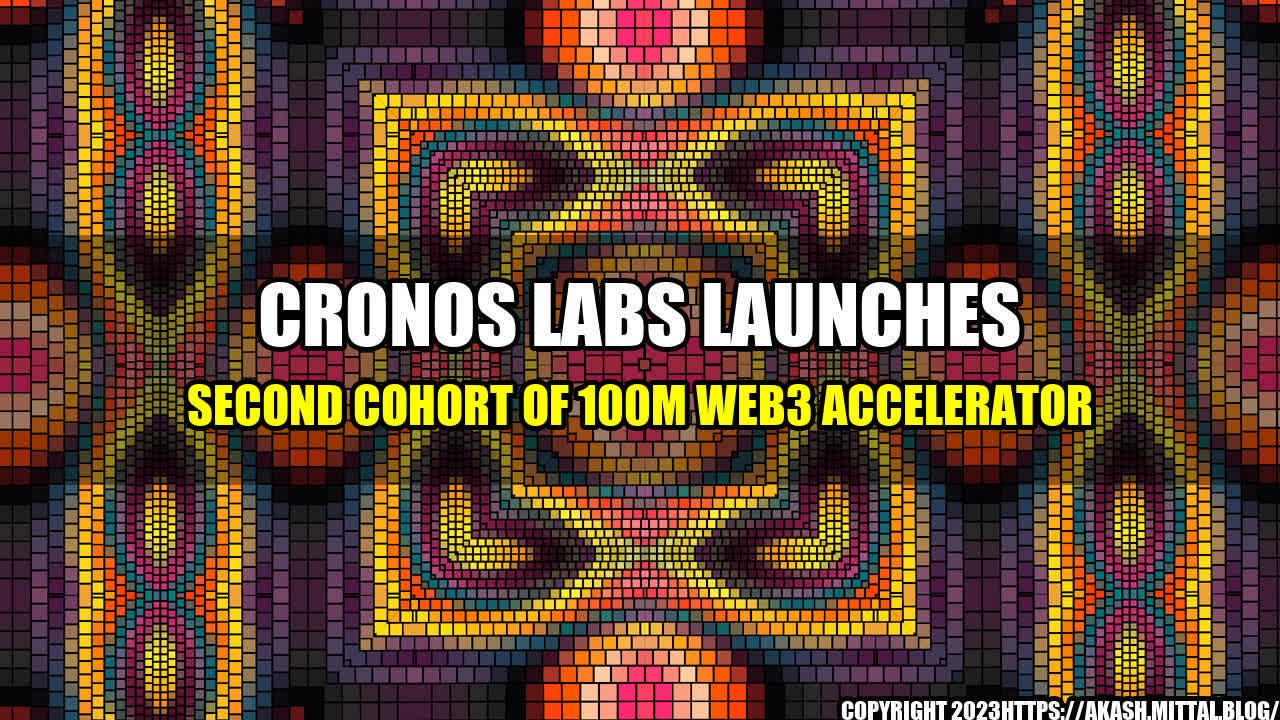 CRONOS LABS LAUNCHES
SECOND COHORT OF 100M WEB3 ACCELERATOR
COPYRIGHT 2023HTTPS://AKASH.MITTAL.BLOG/